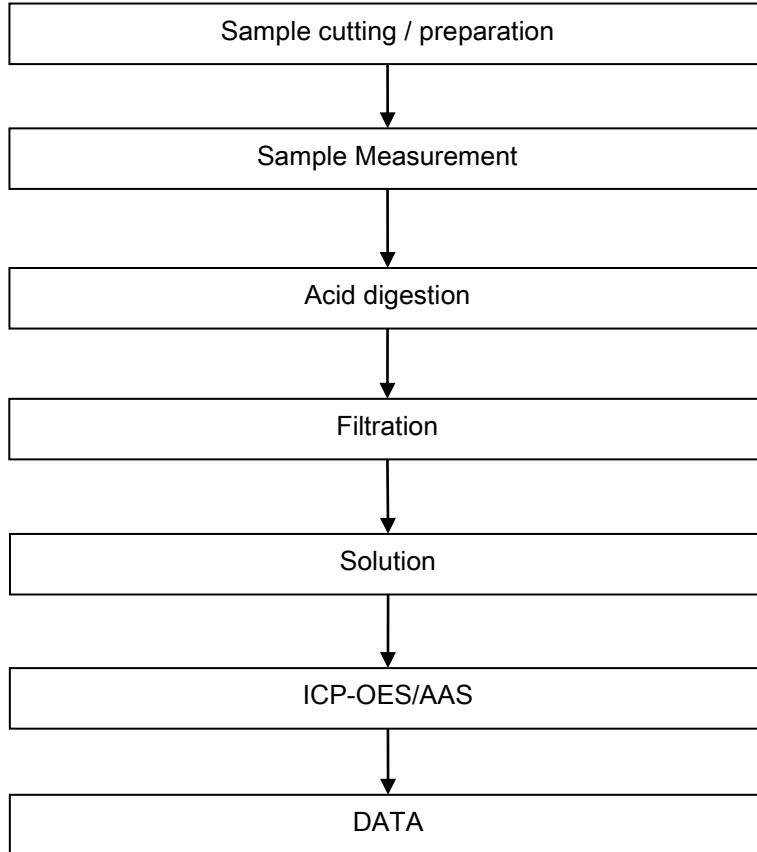 Sample cutting / preparation
Sample Measurement
Acid digestion
Filtration
Solution
ICP-OES/AAS
DATA